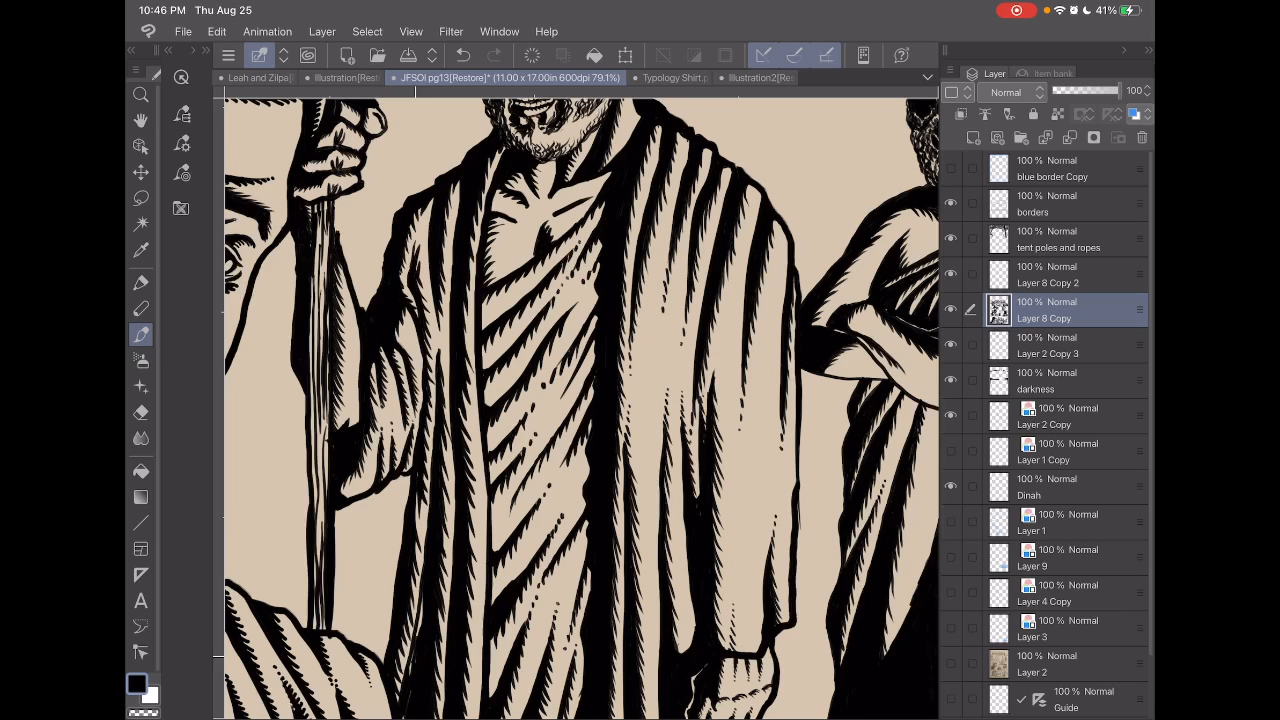 10:46 PM Thu Aug 25
41%
File Edit Animation Layer Select View Filter Window Help
Leah and Zilpa[ Illustration[Rest JFSOI pg13[Restore]* (11.00 x 17.00in 600dpi 79.1%) Typology Shirt. Illustration2[Res
Layer Item bank
Normal 100
100 % Normal
blue border Copy
100 % Normal
borders
100 % Normal
tent poles and ropes
100 % Normal
Layer 8 Copy 2
100 % Normal
Layer 8 Copy
100 % Normal
Layer 2 Copy 3
100 % Normal
darkness
100 % Normal
Layer 2 Copy
100 % Normal
Layer 1 Copy
100 % Normal
Dinah
100 % Normal
Layer 1
100 % Normal
Layer 9
100 % Normal
Layer 4 Copy
100 % Normal
Layer 3
100 % Normal
Layer 2
100 % Normal
Guide